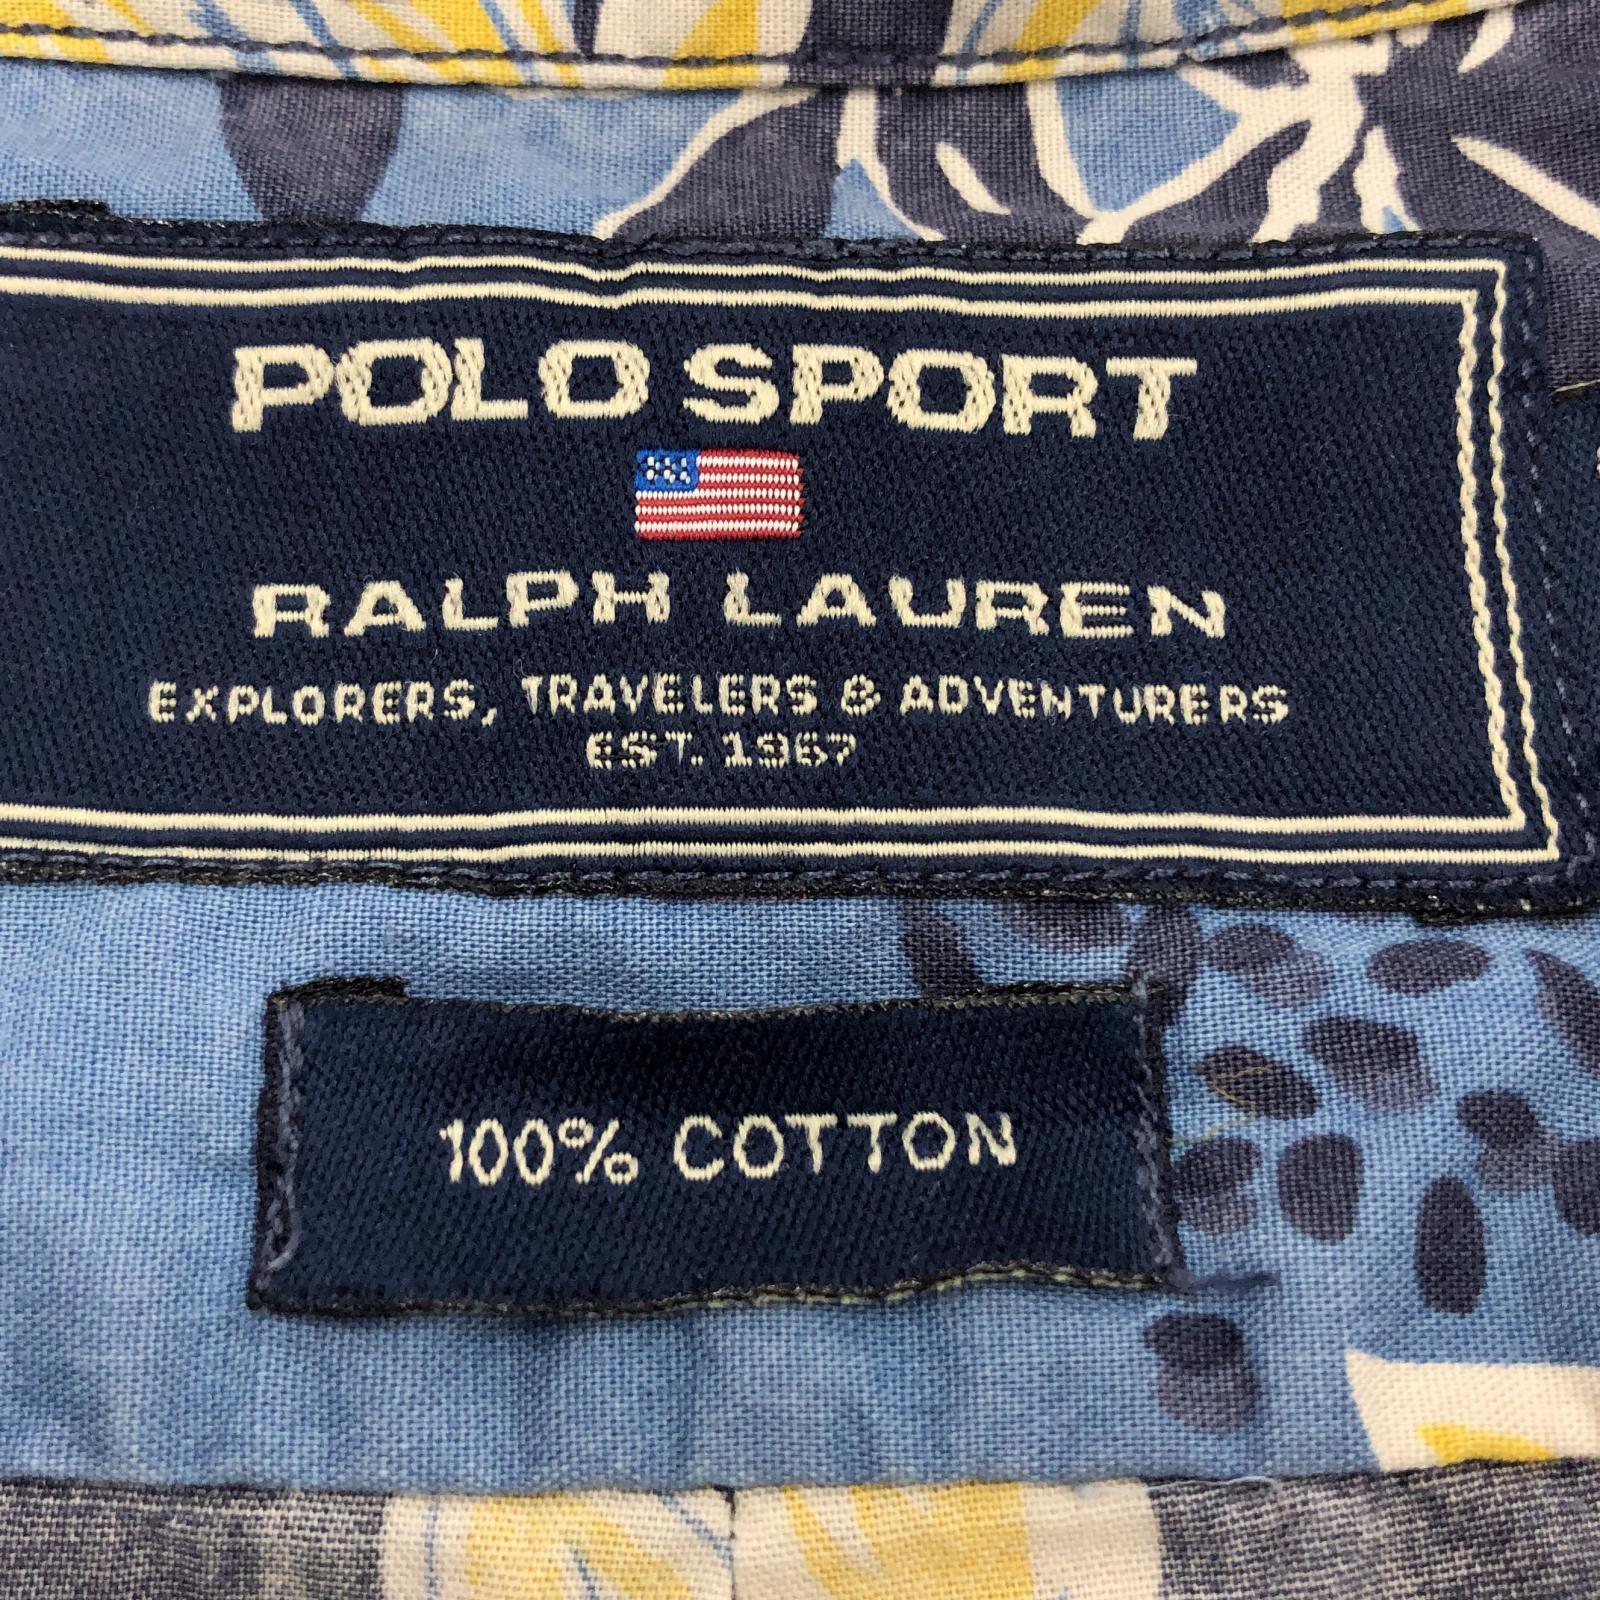 POLO SPORT
RALPH LAUREN
EXPLORERS, TRAVELERS & ADVENTURERS
EST. 1967
100% COTTON